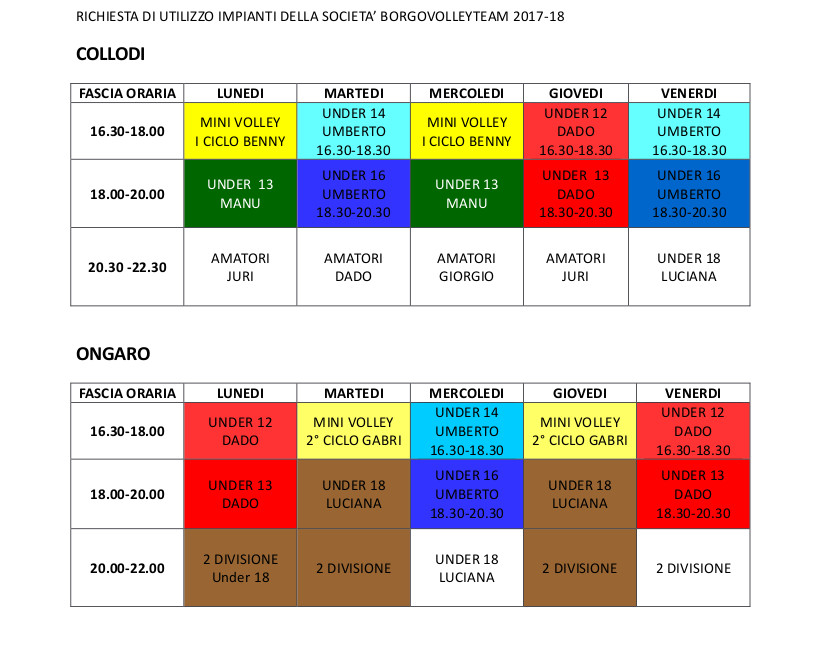 RICHIESTA DI UTILIZZO IMPIANTI DELLA SOCIETA’ BORGOVOLLEYTEAM 2017-18
COLLODI
FASCIA ORARIA LUNEDI MARTEDI MERCOLEDI GIOVEDI VENERDI
16.30-18.00
MINI VOLLEY
I CICLO BENNY
UNDER 14
UMBERTO
16.30-18.30
MINI VOLLEY
I CICLO BENNY
UNDER 12
DADO
16.30-18.30
UNDER 14
UMBERTO
16.30-18.30
18.00-20.00
UNDER 13
MANU
UNDER 16
UMBERTO
18.30-20.30
UNDER 13
MANU
UNDER 13
DADO
18.30-20.30
UNDER 16
UMBERTO
18.30-20.30
20.30 -22.30
AMATORI
JURI
AMATORI
DADO
AMATORI
GIORGIO
AMATORI
JURI
UNDER 18
LUCIANA
ONGARO
FASCIA ORARIA LUNEDI MARTEDI MERCOLEDI GIOVEDI VENERDI
16.30-18.00
UNDER 12
DADO
MINI VOLLEY
2° CICLO GABRI
UNDER 14
UMBERTO
16.30-18.30
MINI VOLLEY
2° CICLO GABRI
UNDER 12
DADO
16.30-18.30
18.00-20.00
UNDER 13
DADO
UNDER 18
LUCIANA
UNDER 16
UMBERTO
18.30-20.30
UNDER 18
LUCIANA
UNDER 13
DADO
18.30-20.30
20.00-22.00
2 DIVISIONE
Under 18
2 DIVISIONE
UNDER 18
LUCIANA
2 DIVISIONE
2 DIVISIONE